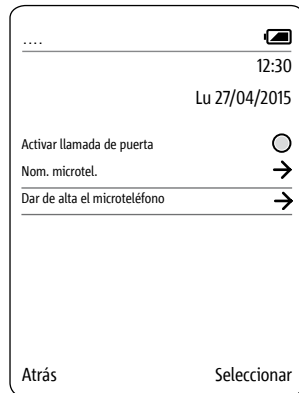 ....
12:30
Lu 27/04/2015
Activar llamada de puerta
Nom. microtel.
Dar de alta el microteléfono
Atrás Seleccionar